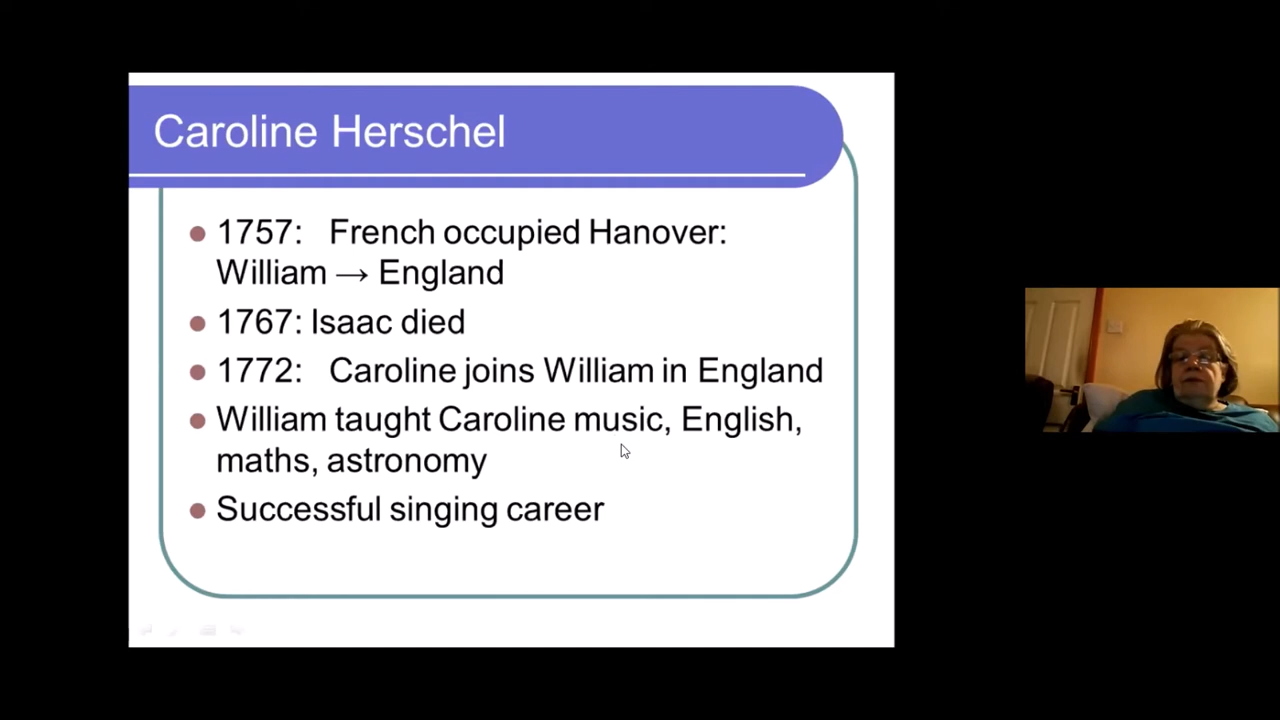 Caroline Herschel
1757: French occupied Hanover:
William → England
1767: Isaac died
1772: Caroline joins William in England
William taught Caroline music, English,
maths, astronomy
Successful singing career